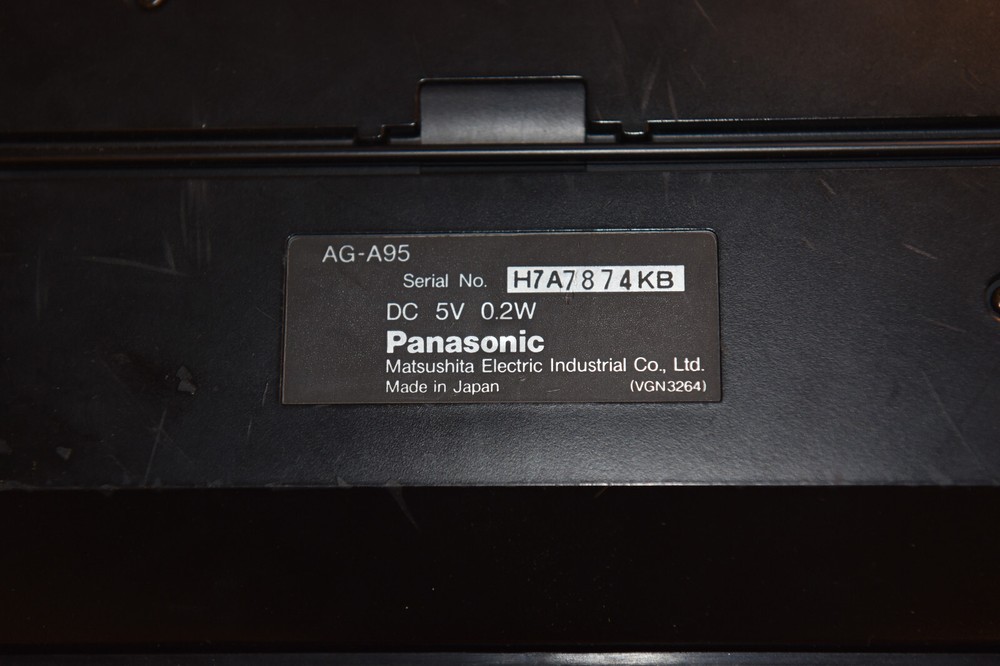 AG-A95
Serial No. H7A7874KB
DC 5V 0.2W
Panasonic
Matsushita Electric Industrial Co., Ltd.
Made in Japan (VGN3264)